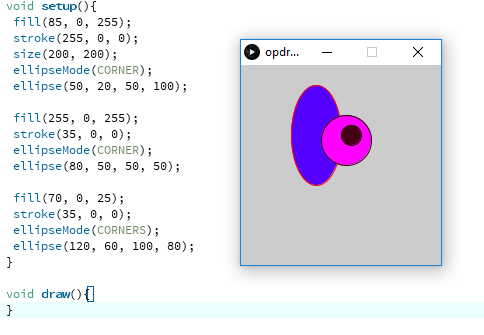 void setup(){
fill(85, 0, 255);
stroke(255, 0, 0);
size(200, 200);
ellipseMode(CORNER);
ellipse(50, 20, 50, 100);
fill(255, 0, 255);
stroke(35, 0, 0);
ellipseMode(CORNER);
ellipse(80, 50, 50, 50);
fill(70, 0, 25);
stroke(35, 0, 0);
ellipseMode(CORNERS);
ellipse(120, 60, 100, 80);
}
void draw(){
}
opdr...